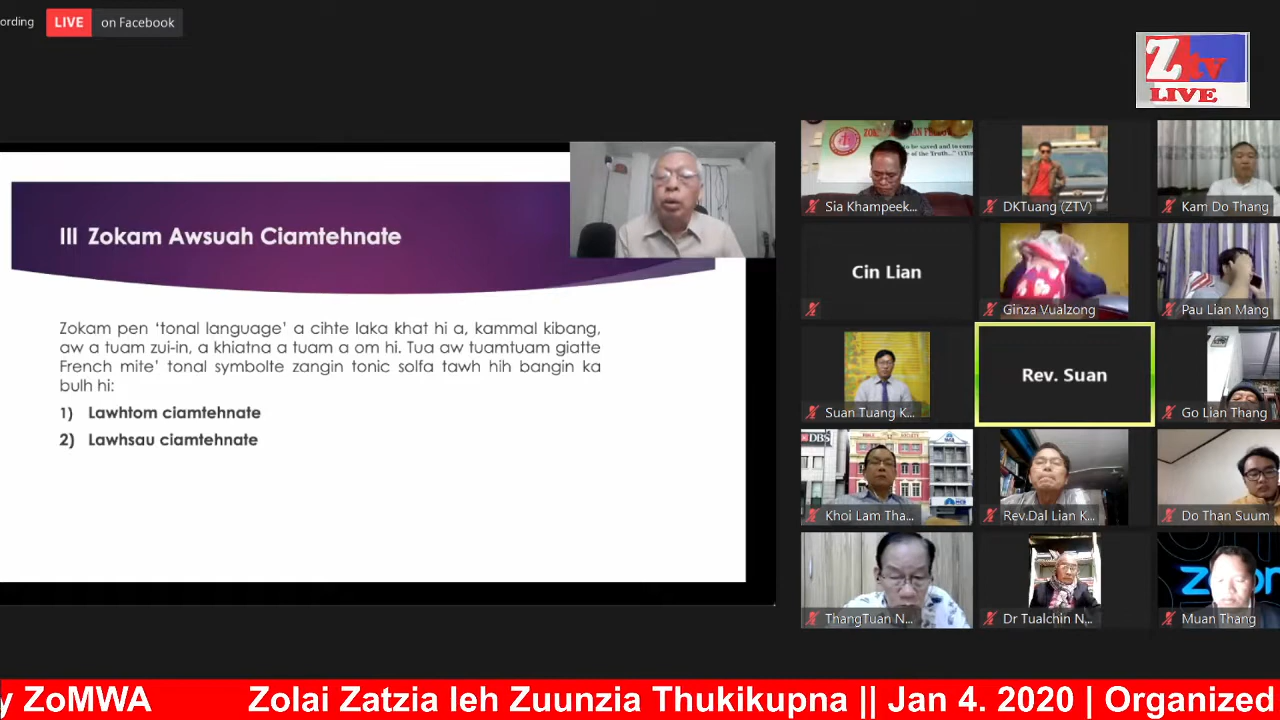 ording
LIVE on Facebook
Ztv
LIVE
III Zokam Awsuah Ciamtehnate
Zokam pen ‘tonal language’ a cihte laka khat hi a, kammal kibang,
aw a tuam zui-in, a khiatna a tuam a om hi. Tua aw tuamtuam giatte
French mite’ tonal symbolte zangin tonic solfa tawh hih bangin ka
bulh hi:
1) Lawhtom ciamtehnate
2) Lawhsau ciamtehnate
Sia Khampeek...
DKTuang (ZTV)
Kam Do Thang
Cin Lian
Ginza Vualzong
Pau Lian Mang
Suan Tuang K...
Rev. Suan
Go Lian Thang
DBS
Khoi Lam Tha...
Rev.Dal Lian K...
Do Than Suum
ThangTuan N...
Dr Tualchin N...
Muan Thang
y ZoMWA Zolai Zatzia leh Zuunzia Thukikupna || Jan 4. 2020 | Organized